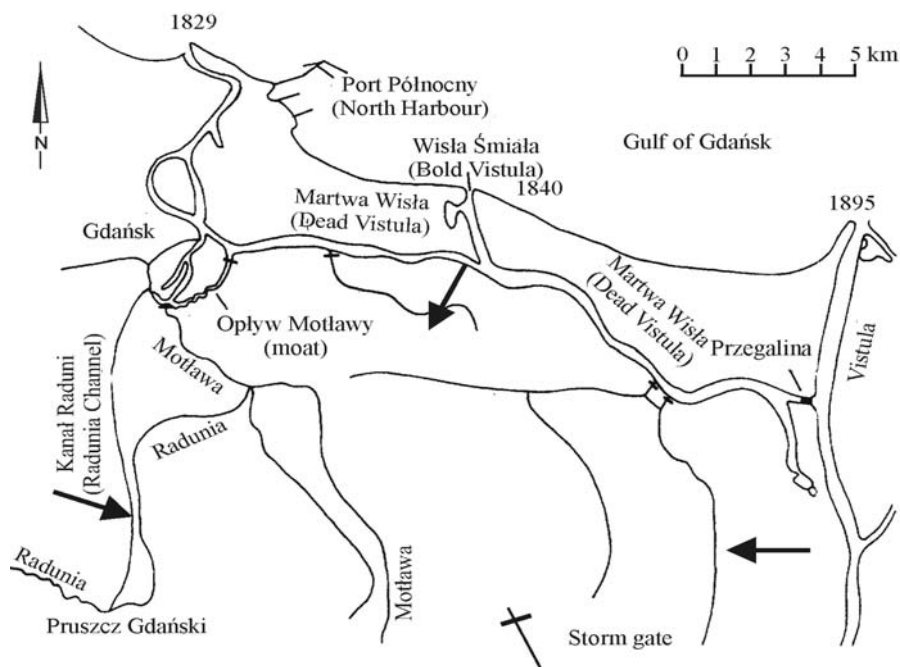 1829
0 1 2 3 4 5 km
Port Północny
(North Harbour)
N
Wisła Śmiała
(Bold Vistula)
Gulf of Gdańsk
1840
1895
Martwa Wisła
(Dead Vistula)
Gdańsk
Martwa Wisła
(Dead Vistula)
Przegalina
Vistula
Opływ Motławy
(moat)
Motława
Kanał Raduni
(Radunia Channel)
Radunia
Radunia
Motława
Pruszcz Gdański
Storm gate